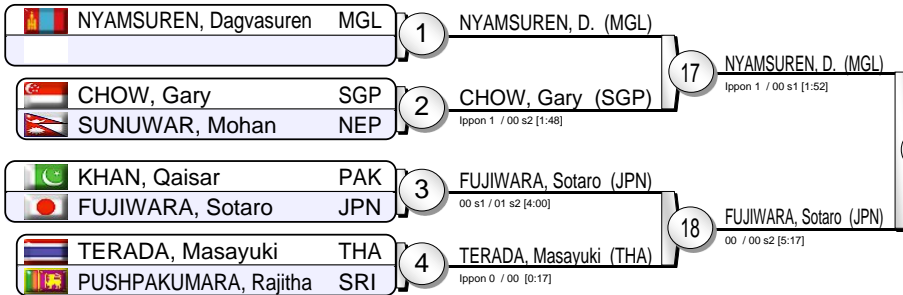 NYAMSUREN, Dagvasuren MGL
1
NYAMSUREN, D. (MGL)
CHOW, Gary SGP
SUNUWAR, Mohan NEP
2
CHOW, Gary (SGP)
Ippon 1 / 00 s2 [1:48]
17
NYAMSUREN, D. (MGL)
Ippon 1 / 00 s1 [1:52]
KHAN, Qaisar PAK
FUJIWARA, Sotaro JPN
3
FUJIWARA, Sotaro (JPN)
00 s1 / 01 s2 [4:00]
TERADA, Masayuki THA
PUSHPAKUMARA, Rajitha SRI
4
TERADA, Masayuki (THA)
Ippon 0 / 00 [0:17]
18
FUJIWARA, Sotaro (JPN)
00 / 00 s2 [5:17]